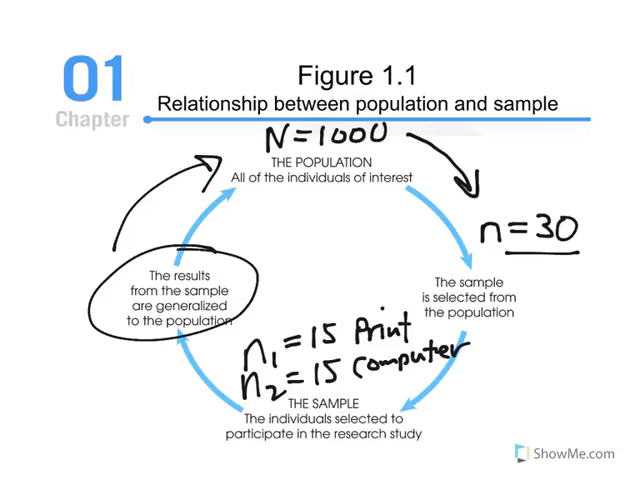 01
Chapter
Figure 1.1
Relationship between population and sample
N=1000
THE POPULATION
All of the individuals of interest
n=30
The sample
is selected from
the population
The results
from the sample
are generalized
to the population
n1=15 Print
n2=15 Computer
THE SAMPLE
The individuals selected to
participate in the research study
ShowMe.com